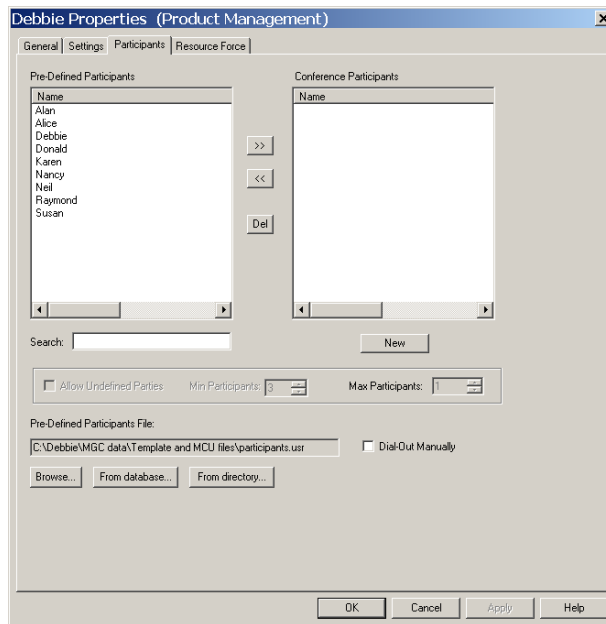 Debbie Properties (Product Management)
General Settings Participants Resource Force
Pre-Defined Participants
Conference Participants
Name
Name
Alan
Alice
Debbie
Donald
Karen
Nancy
Neil
Raymond
Susan
>>
<<
Del
Search:
New
Allow Undefined Parties Min Participants: 3 Max Participants: 1
Pre-Defined Participants File:
C:\Debbie\MGC data\Template and MCU files\participants.usr
Dial-Out Manually
Browse... From database... From directory...
OK Cancel Apply Help